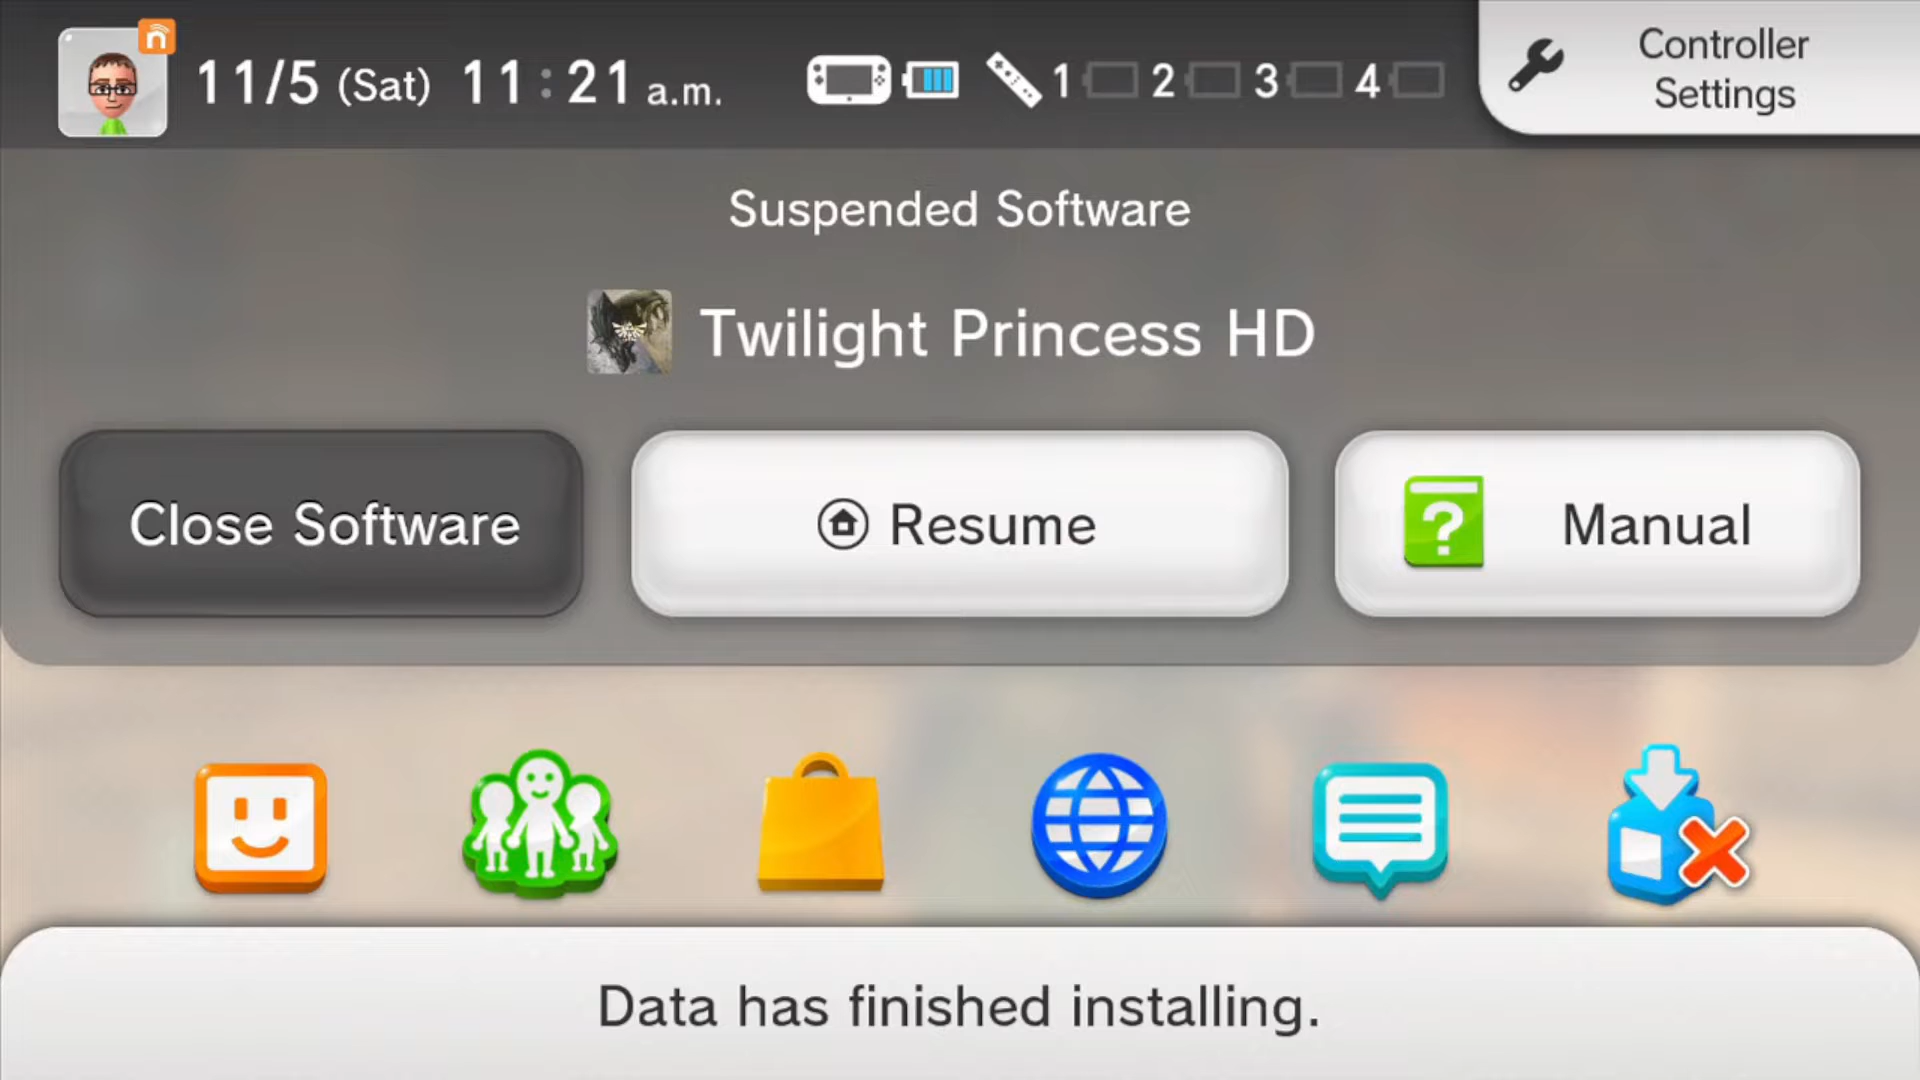 11/5 (Sat) 11:21 a.m. 1 2 3 4
Controller
Settings
Suspended Software
Twilight Princess HD
Close Software
Resume
? Manual
Data has finished installing.